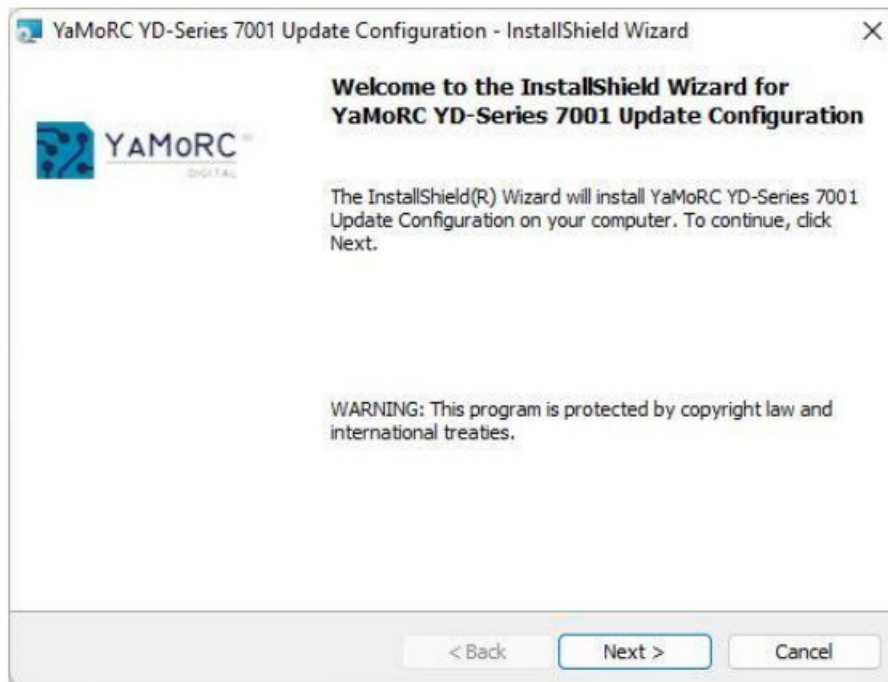 YaMoRC YD-Series 7001 Update Configuration - InstallShield Wizard
Welcome to the InstallShield Wizard for
YaMoRC YD-Series 7001 Update Configuration
YAMoRC
DIGITAL
The InstallShield(R) Wizard will install YaMoRC YD-Series 7001
Update Configuration on your computer. To continue, click
Next.
WARNING: This program is protected by copyright law and
international treaties.
< Back
Next >
Cancel